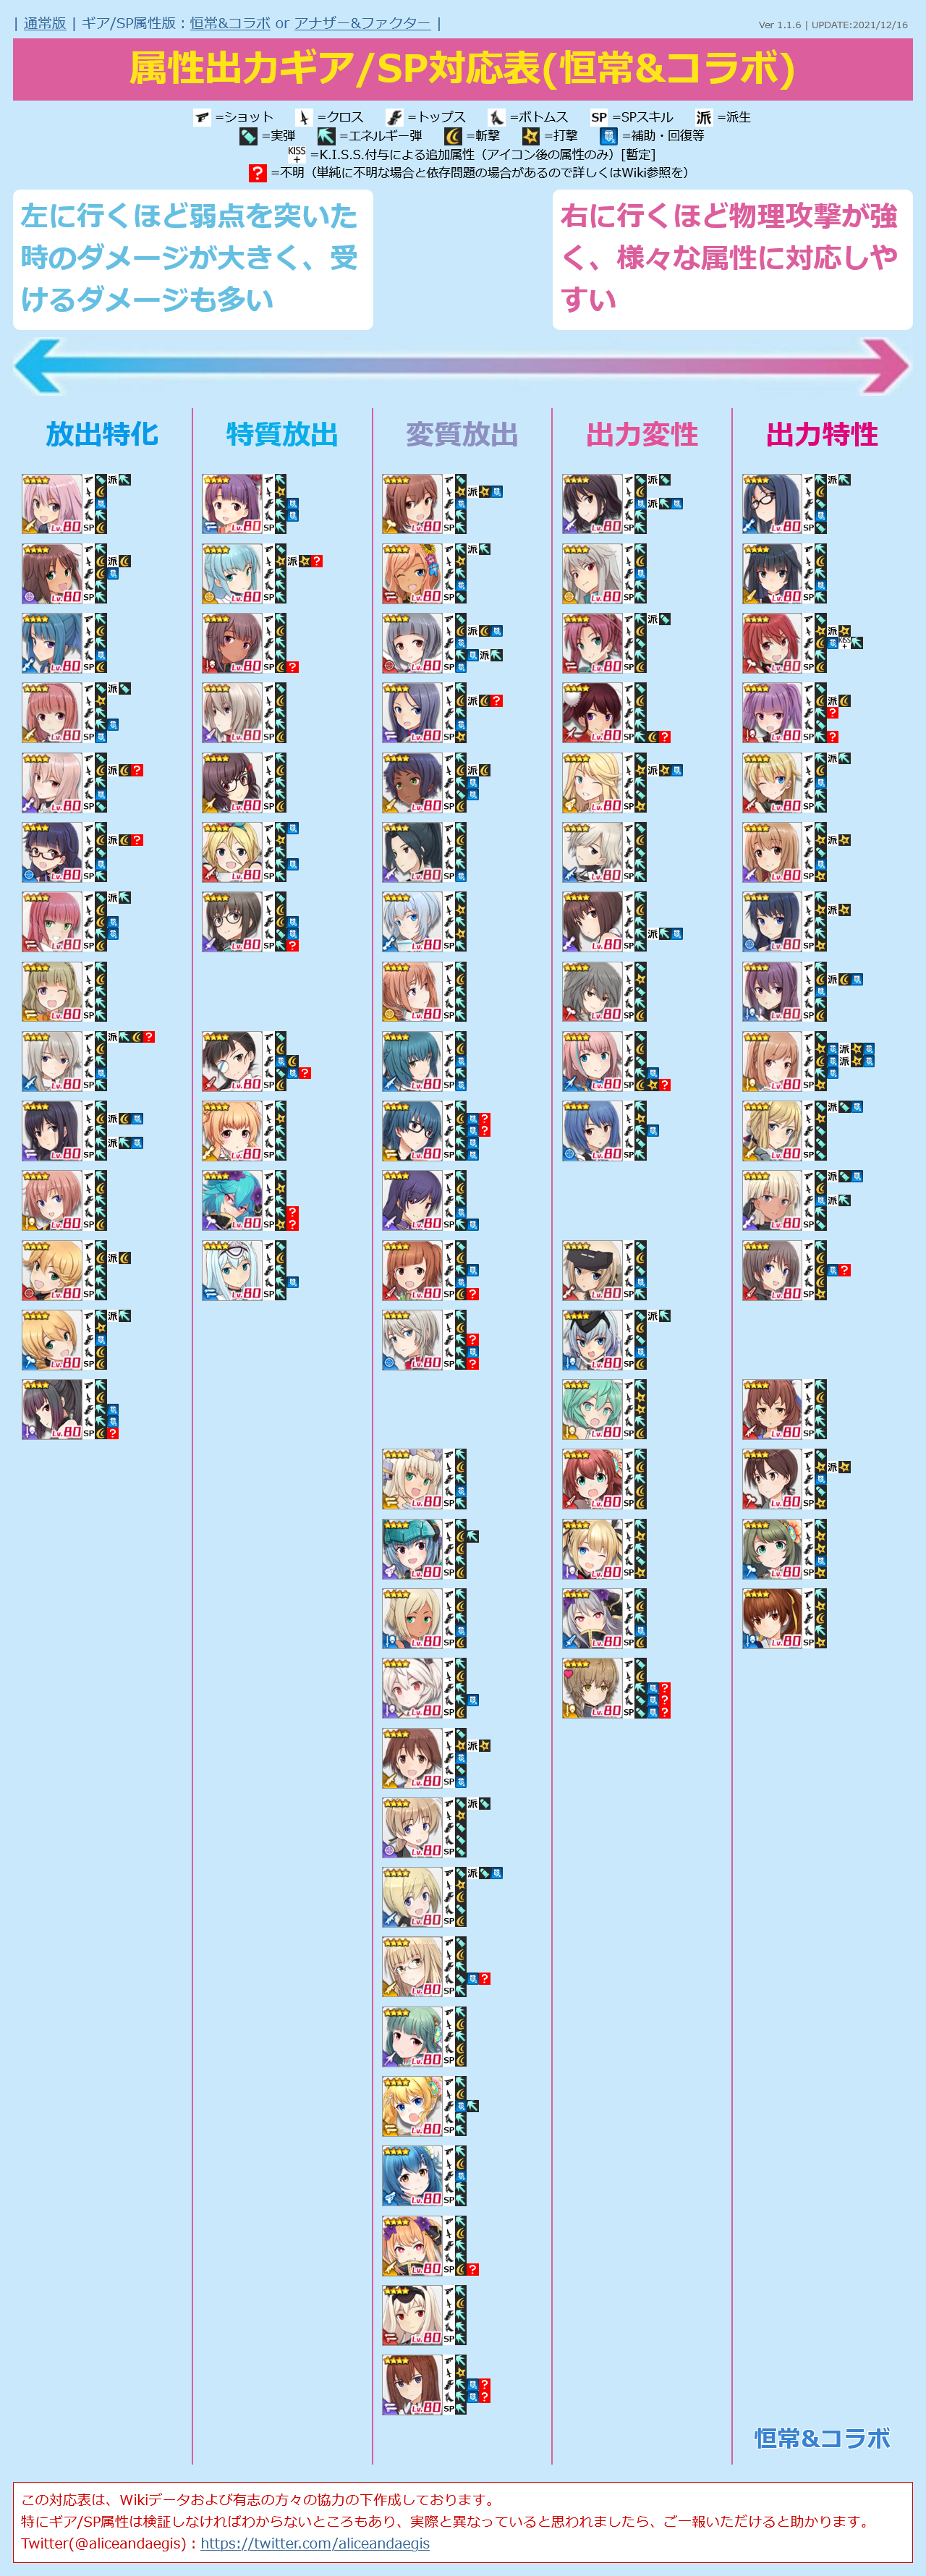 | 通常版 | ギア/SP属性版：恒常&コラボ or アナザー&ファクター |
Ver 1.1.6 | UPDATE:2021/12/16
属性出力ギア/SP対応表(恒常&コラボ)
=ショット =クロス =トップス =ボトムス SP =SPスキル 派 =派生
=実弾 =エネルギー弾 =斬撃 =打撃 =補助・回復等
KISS+ =K.I.S.S.付与による追加属性（アイコン後の属性のみ）[暫定]
? =不明（単純に不明な場合と依存問題の場合があるので詳しくはWiki参照を）
左に行くほど弱点を突いた
時のダメージが大きく、受
けるダメージも多い
右に行くほど物理攻撃が強
く、様々な属性に対応しや
すい
放出特化 特質放出 変質放出 出力変性 出力特性
恒常&コラボ
この対応表は、Wikiデータおよび有志の方々の協力の下作成しております。
特にギア/SP属性は検証しなければわからないところもあり、実際と異なっていると思われましたら、ご一報いただけると助かります。
Twitter(@aliceandaegis)：https://twitter.com/aliceandaegis